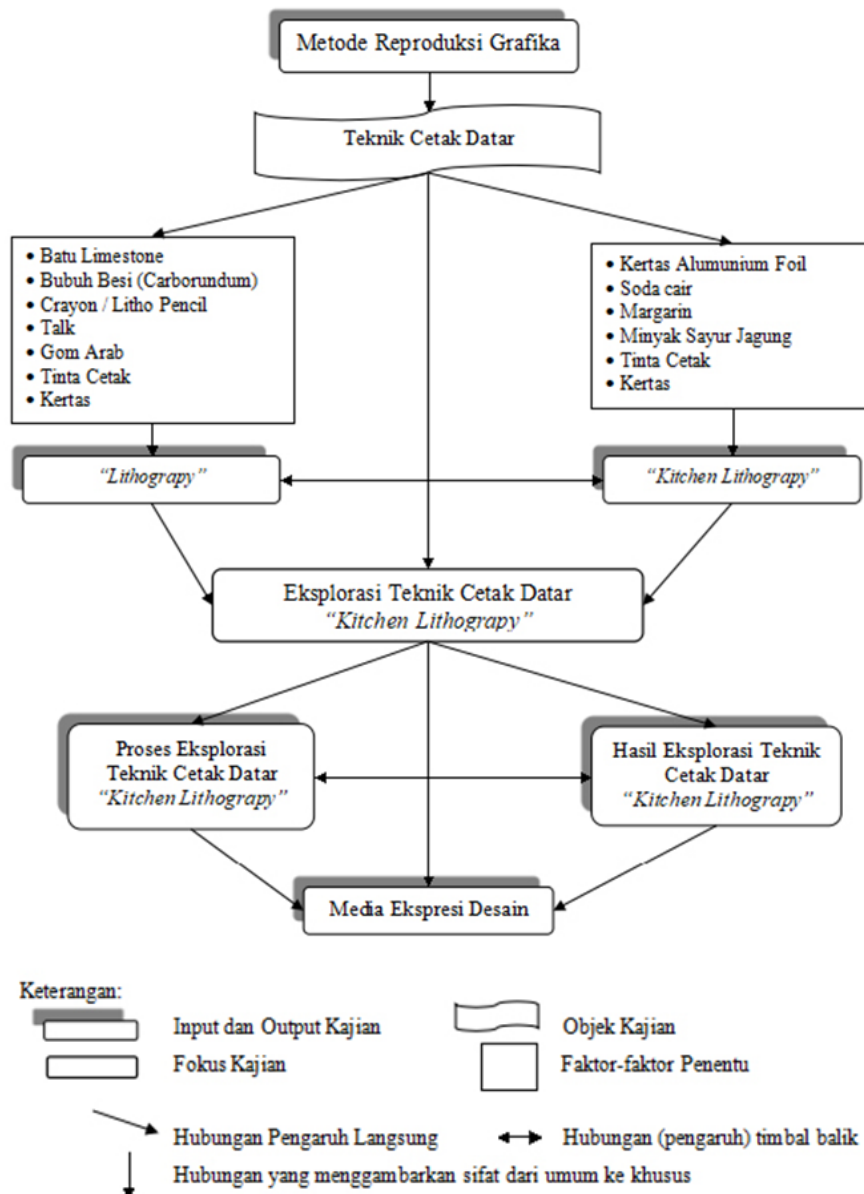 Metode Reproduksi Grafika
Teknik Cetak Datar
• Batu Limestone
• Bubuh Besi (Carborundum)
• Crayon / Litho Pencil
• Talk
• Gom Arab
• Tinta Cetak
• Kertas
• Kertas Alumunium Foil
• Soda cair
• Margarin
• Minyak Sayur Jagung
• Tinta Cetak
• Kertas
“Lithograpy”
“Kitchen Lithograpy”
Eksplorasi Teknik Cetak Datar
“Kitchen Lithograpy”
Proses Eksplorasi
Teknik Cetak Datar
“Kitchen Lithograpy”
Hasil Eksplorasi Teknik
Cetak Datar
“Kitchen Lithograpy”
Media Ekspresi Desain
Keterangan:
Input dan Output Kajian
Objek Kajian
Fokus Kajian
Faktor-faktor Penentu
Hubungan Pengaruh Langsung
Hubungan (pengaruh) timbal balik
Hubungan yang menggambarkan sifat dari umum ke khusus